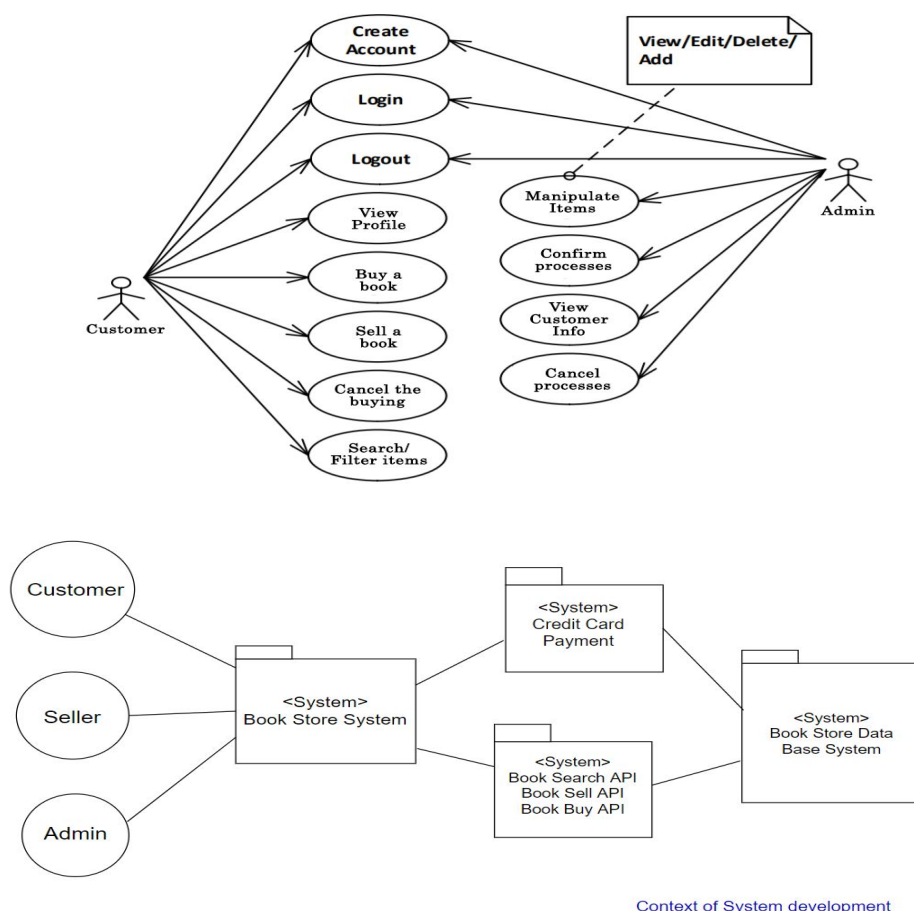 Create
Account
View/Edit/Delete/
Add
Login
Logout
Manipulate
Items
Admin
View
Profile
Confirm
processes
Buy a
book
Customer
View
Customer
Info
Sell a
book
Cancel
processes
Cancel the
buying
Search/
Filter items
Customer
<System>
Credit Card
Payment
Seller
<System>
Book Store System
<System>
Book Store Data
Base System
<System>
Book Search API
Book Sell API
Book Buy API
Admin
Context of System development